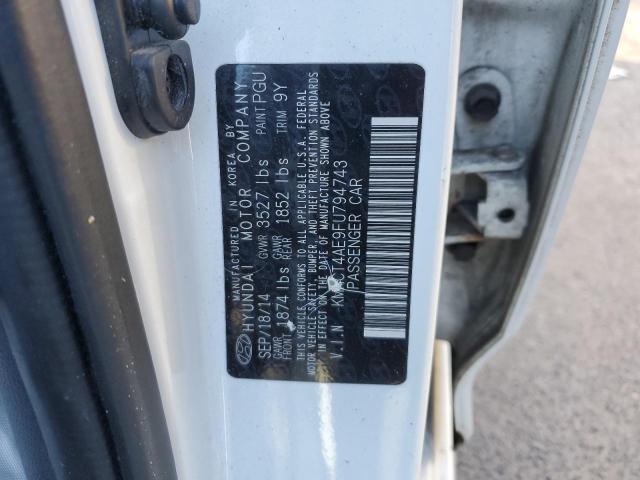 MANUFACTURED IN KOREA BY
HYUNDAI MOTOR COMPANY
SEP/18/14 GVWR 3527 lbs PAINT PGU
GAWR FRONT 1874 lbs GAWR REAR 1852 lbs TRIM 9Y
THIS VEHICLE CONFORMS TO ALL APPLICABLE U.S.A. FEDERAL
MOTOR VEHICLE SAFETY, BUMPER, AND THEFT PREVENTION STANDARDS
IN EFFECT ON THE DATE OF MANUFACTURE SHOWN ABOVE
V.I.N
PASSENGER CAR